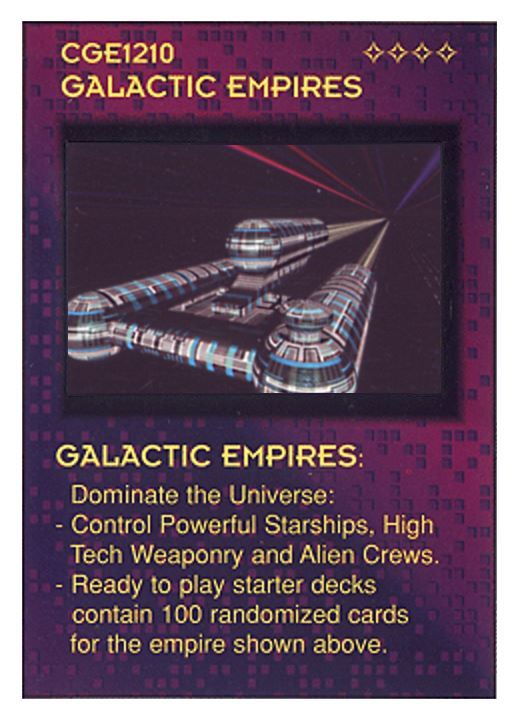 CGE1210
GALACTIC EMPIRES
GALACTIC EMPIRES:
Dominate the Universe:
- Control Powerful Starships, High
Tech Weaponry and Alien Crews.
- Ready to play starter decks
contain 100 randomized cards
for the empire shown above.